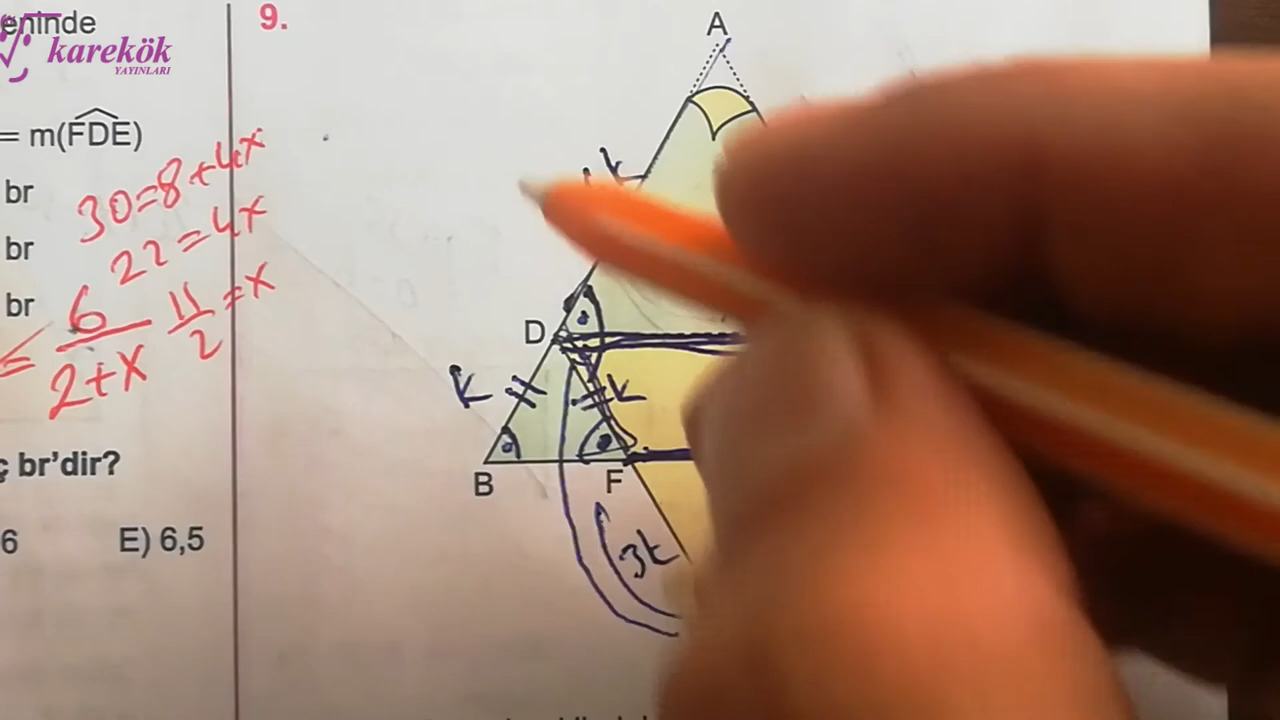 eninde
karekök
YAYINLARI
= m(FDE)
br
br
br
30=8+4x
22=4x
11/2=x
= 6/2+x
ç br'dir?
6 E) 6,5
9.
A
k
D
k
k
B
F
3k